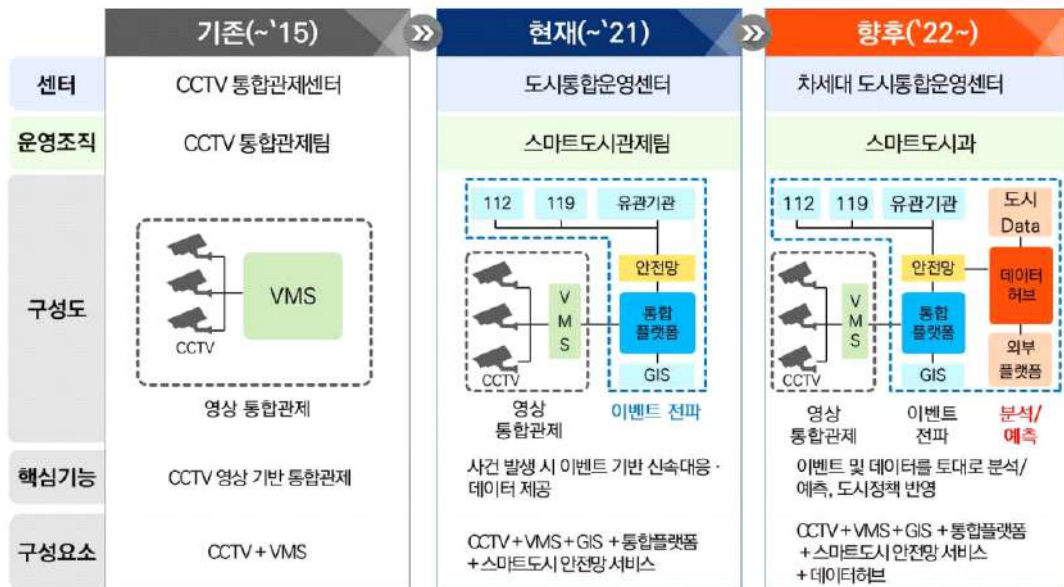 기존(~'15)
현재(~'21)
향후('22~)
센터
CCTV 통합관제센터
도시통합운영센터
차세대 도시통합운영센터
운영조직
CCTV 통합관제팀
스마트도시관제팀
스마트도시과
구성도
VMS
CCTV
영상 통합관제
112
119
유관기관
안전망
V
M
S
통합
플랫폼
CCTV
GIS
영상
통합관제
이벤트 전파
112
119
유관기관
도시
Data
안전망
데이터
허브
V
M
S
통합
플랫폼
외부
플랫폼
CCTV
GIS
영상
통합관제
이벤트
전파
분석/
예측
핵심기능
CCTV 영상 기반 통합관제
사건 발생 시 이벤트 기반 신속대응·
데이터 제공
이벤트 및 데이터를 토대로 분석/
예측, 도시정책 반영
구성요소
CCTV + VMS
CCTV + VMS + GIS + 통합플랫폼
+ 스마트도시 안전망 서비스
CCTV + VMS + GIS + 통합플랫폼
+ 스마트도시 안전망 서비스
+ 데이터허브